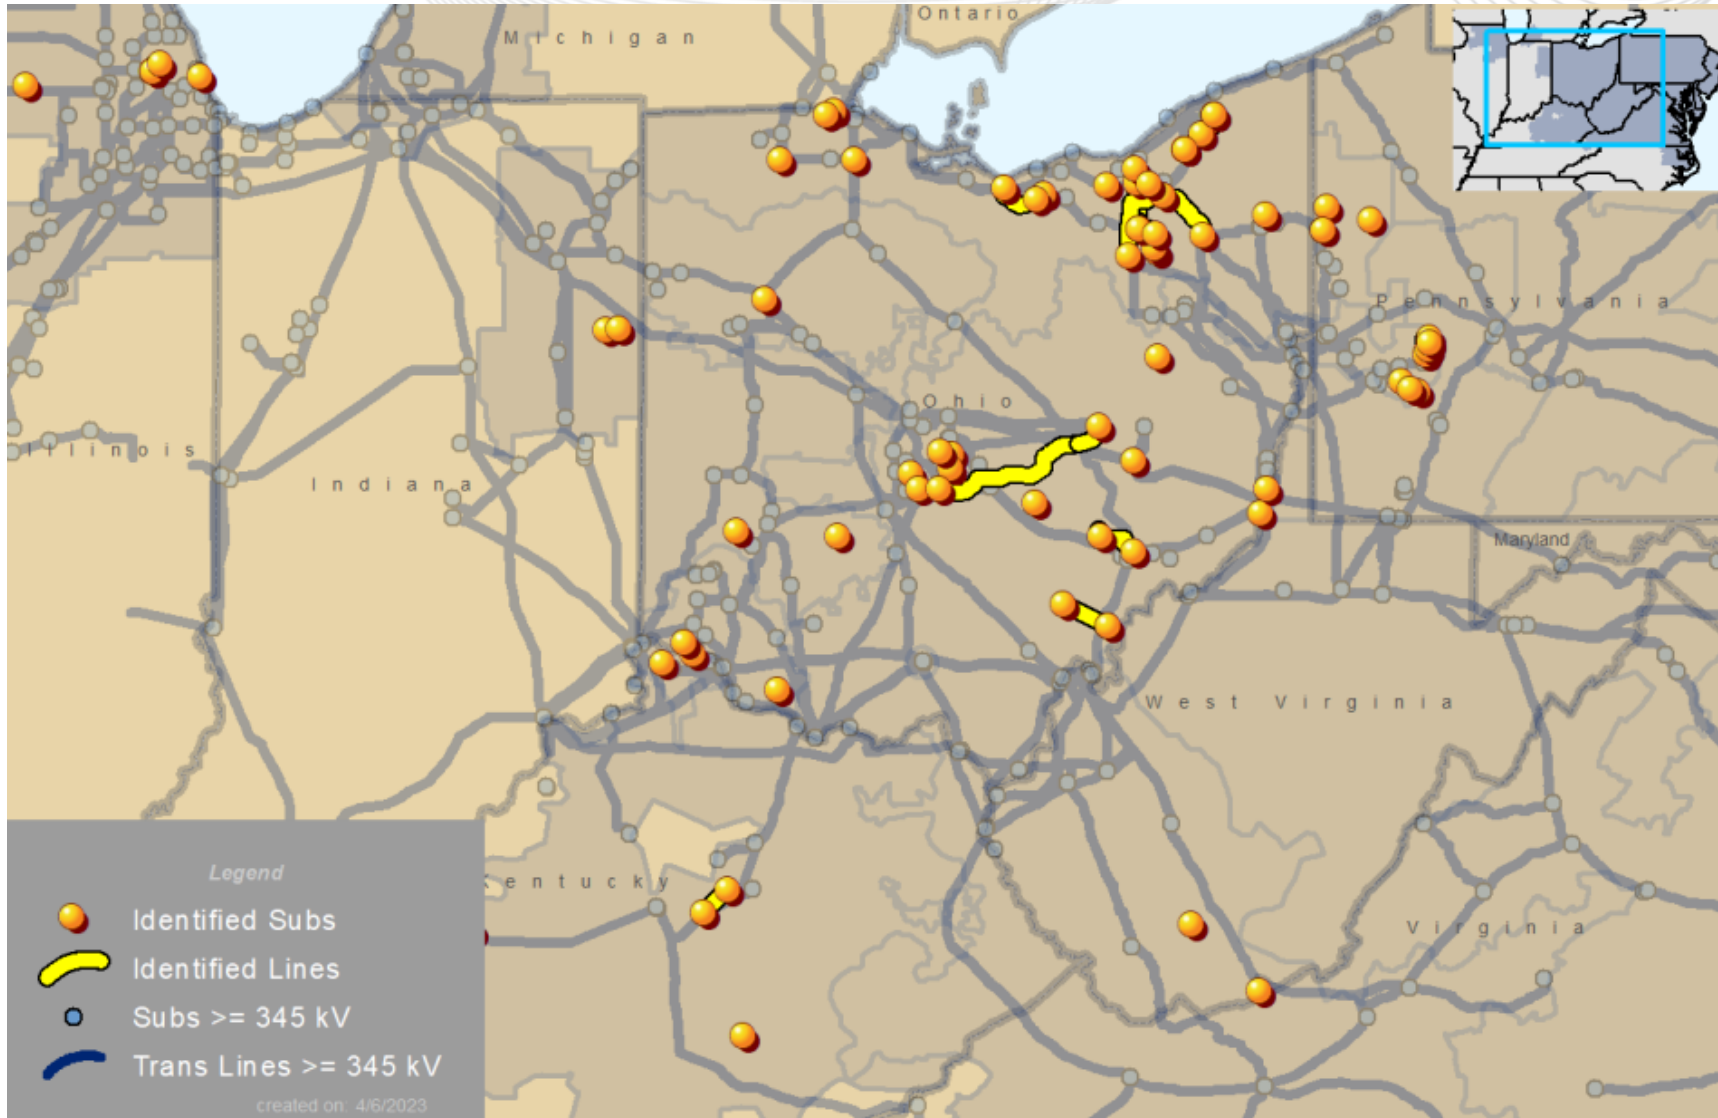 Ontario
Michigan
Pennsylvania
Ohio
Illinois
Indiana
Maryland
West Virginia
Kentucky
Virginia
Legend
Identified Subs
Identified Lines
Subs >= 345 kV
Trans Lines >= 345 kV
created on: 4/6/2023